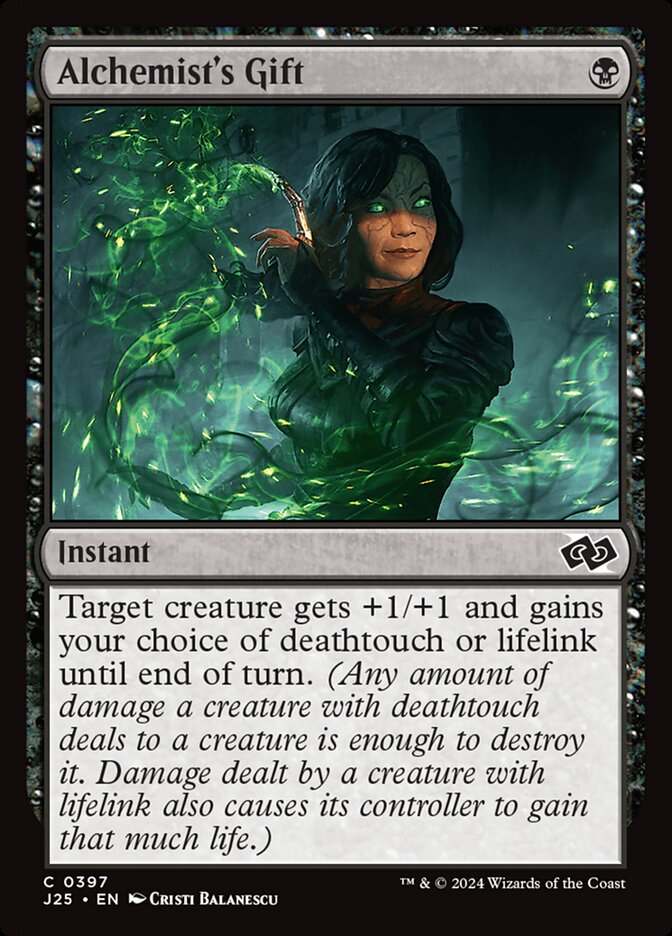 Alchemist's Gift
Instant
Target creature gets +1/+1 and gains
your choice of deathtouch or lifelink
until end of turn. (Any amount of
damage a creature with deathtouch
deals to a creature is enough to destroy
it. Damage dealt by a creature with
lifelink also causes its controller to gain
that much life.)
C 0397
J25 • EN Cristi Balanescu
™ & © 2024 Wizards of the Coast